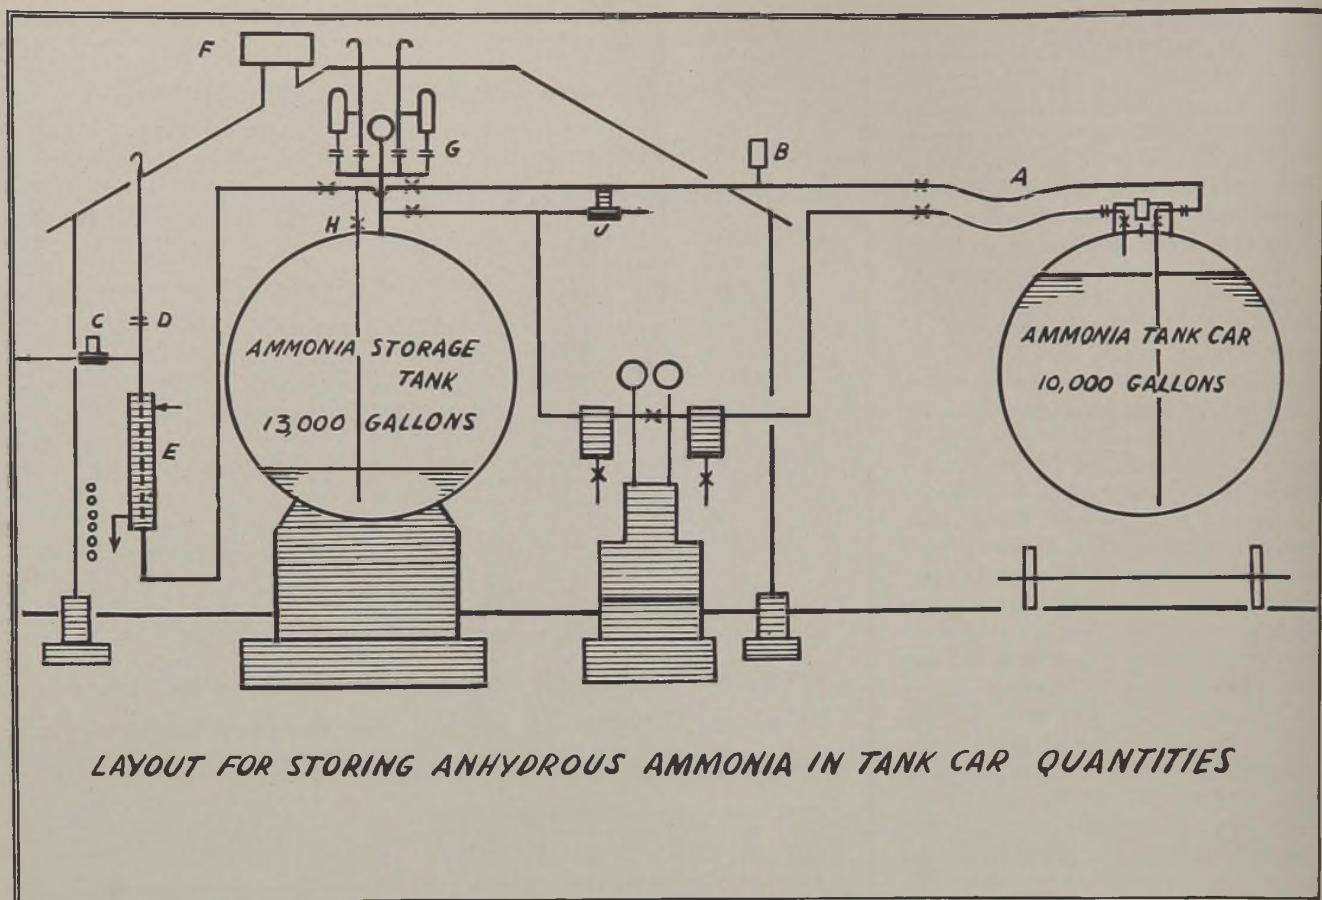 F
G
B
A
H
J
C
D
E
AMMONIA STORAGE
TANK
13,000 GALLONS
AMMONIA TANK CAR
10,000 GALLONS
LAYOUT FOR STORING ANHYDROUS AMMONIA IN TANK CAR QUANTITIES